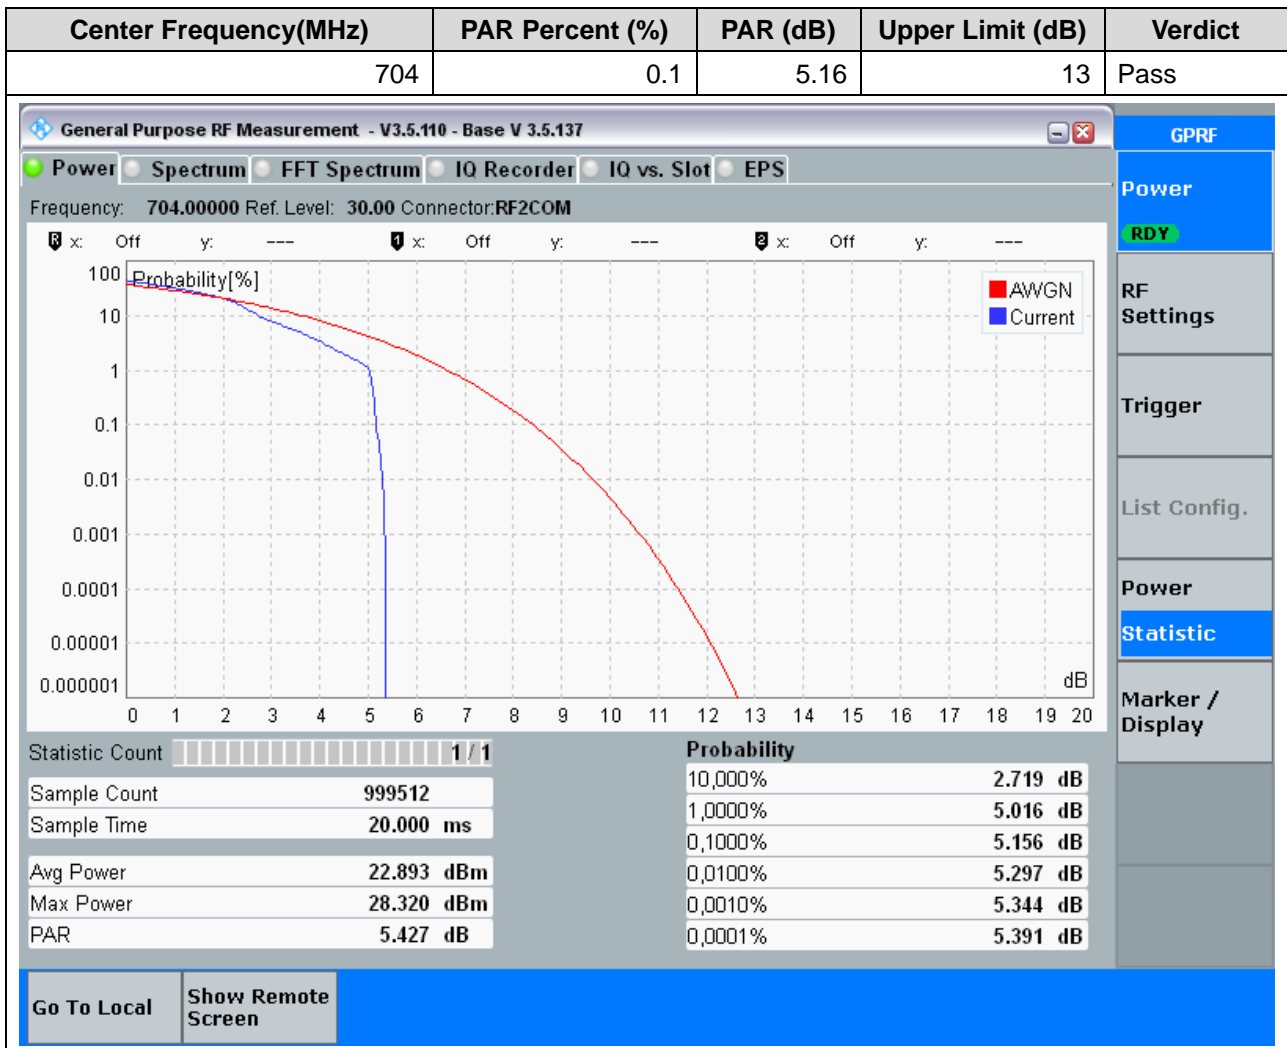 Center Frequency(MHz) PAR Percent (%) PAR (dB) Upper Limit (dB) Verdict
704 0.1 5.16 13 Pass
General Purpose RF Measurement - V3.5.110 - Base V 3.5.137
GPRF
Power Spectrum FFT Spectrum IQ Recorder IQ vs. Slot EPS
Frequency: 704.00000 Ref. Level: 30.00 Connector:RF2COM
R x: Off y: --- 1 x: Off y: --- 2 x: Off y: ---
Probability[%]
AWGN
Current
100
10
1
0.1
0.01
0.001
0.0001
0.00001
0.000001
dB
0 1 2 3 4 5 6 7 8 9 10 11 12 13 14 15 16 17 18 19 20
Statistic Count 1 / 1
Sample Count 999512
Sample Time 20.000 ms
Avg Power 22.893 dBm
Max Power 28.320 dBm
PAR 5.427 dB
Probability
10,000% 2.719 dB
1,0000% 5.016 dB
0,1000% 5.156 dB
0,0100% 5.297 dB
0,0010% 5.344 dB
0,0001% 5.391 dB
Power
RDY
RF
Settings
Trigger
List Config.
Power
Statistic
Marker /
Display
Go To Local
Show Remote
Screen